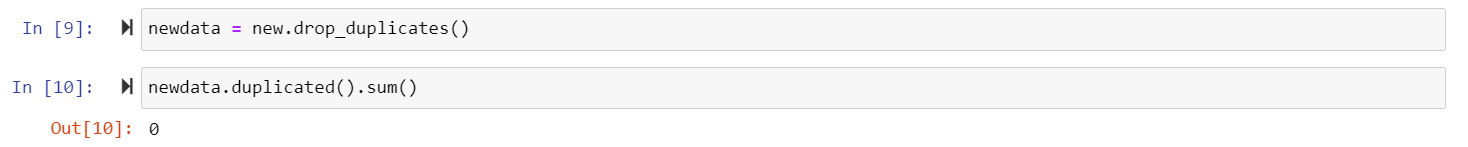 In [9]: newdata = new.drop_duplicates()
In [10]: newdata.duplicated().sum()
Out[10]: 0